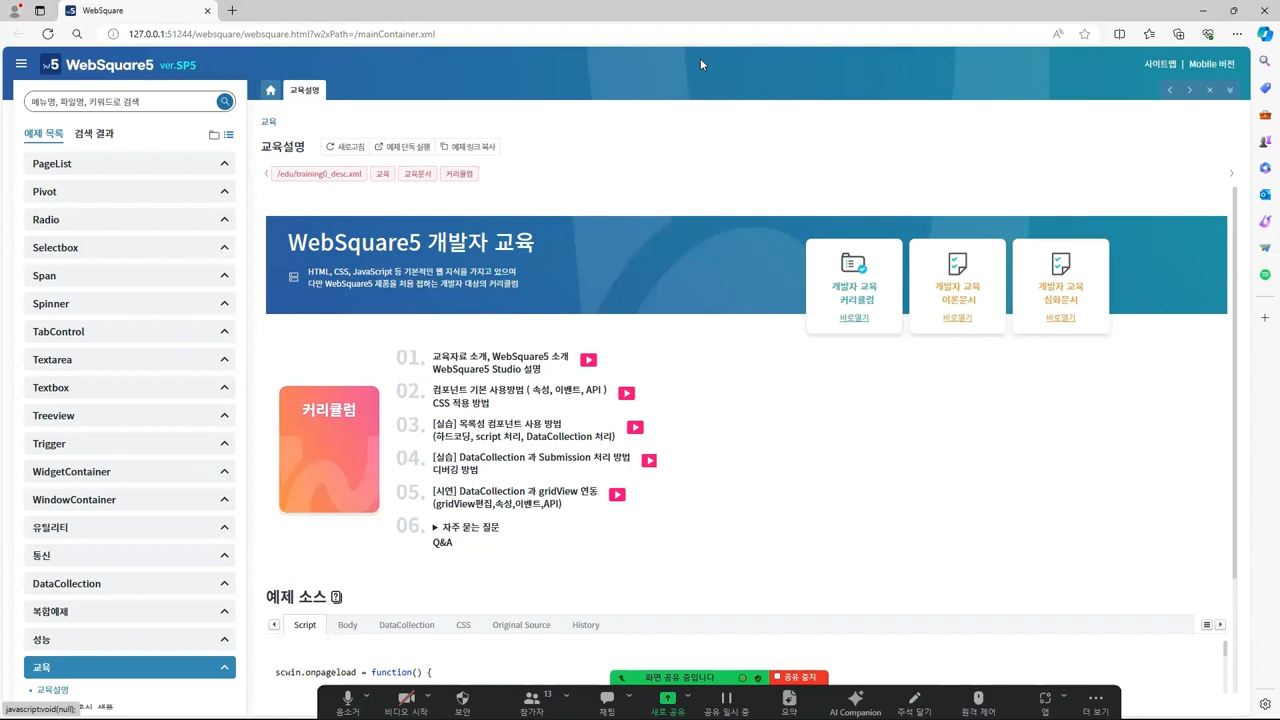 WebSquare
127.0.0.1:51244/websquare/websquare.html?w2xPath=/mainContainer.xml
w5 WebSquare5 ver.SP5
사이트맵 | Mobile 버전
메뉴명, 파일명, 키워드로 검색
교육설명
예제 목록 검색 결과
PageList
Pivot
Radio
Selectbox
Span
Spinner
TabControl
Textarea
Textbox
Treeview
Trigger
WidgetContainer
WindowContainer
유틸리티
통신
DataCollection
복합예제
성능
교육
교육설명
javascript:void(null);
교육
교육설명 새로고침 예제 단독 실행 예제 링크 복사
/edu/training0_desc.xml 교육 교육문서 커리큘럼
WebSquare5 개발자 교육
HTML, CSS, JavaScript 등 기본적인 웹 지식을 가지고 있으며
다만 WebSquare5 제품을 처음 접하는 개발자 대상의 커리큘럼
개발자 교육
커리큘럼
바로열기
개발자 교육
이론문서
바로열기
개발자 교육
심화문서
바로열기
커리큘럼
01. 교육자료 소개, WebSquare5 소개
WebSquare5 Studio 설명
02. 컴포넌트 기본 사용방법 ( 속성, 이벤트, API )
CSS 적용 방법
03. [실습] 목록성 컴포넌트 사용 방법
(하드코딩, script 처리, DataCollection 처리)
04. [실습] DataCollection 과 Submission 처리 방법
디버깅 방법
05. [시연] DataCollection 과 gridView 연동
(gridView편집,속성,이벤트,API)
06. ▶ 자주 묻는 질문
Q&A
예제 소스
Script Body DataCollection CSS Original Source History
scwin.onpageload = function() {
화면 공유 중입니다 공유 중지
음소거 비디오 시작 보안 참가자 13 채팅 새로 공유 공유 일시 중 요약 AI Companion 주석 달기 원격 제어 앱 더 보기